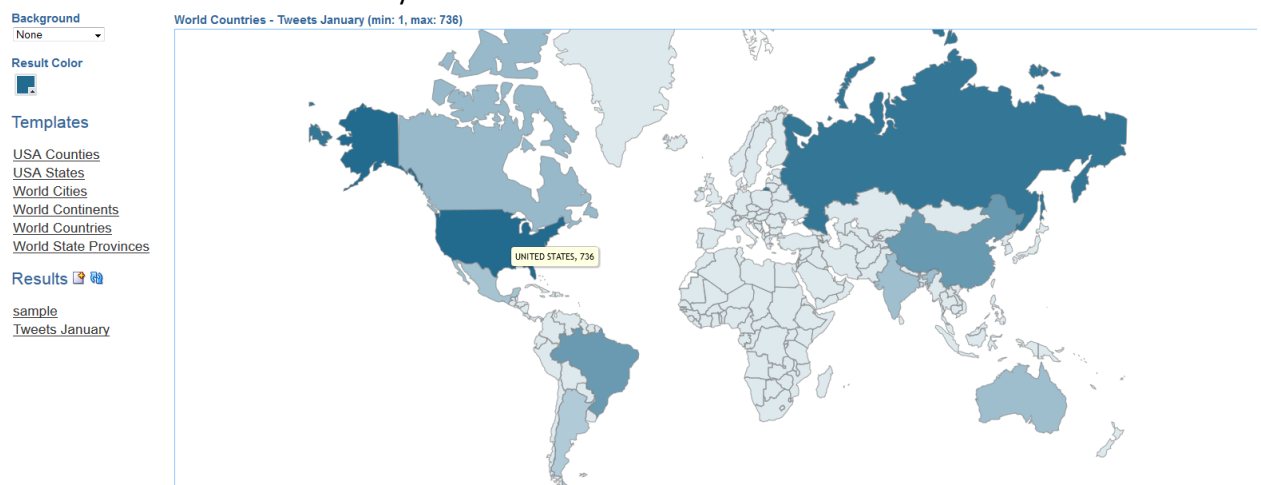 Background
None
Result Color
Templates
USA Counties
USA States
World Cities
World Continents
World Countries
World State Provinces
Results
sample
Tweets January
World Countries - Tweets January (min: 1, max: 736)
UNITED STATES, 736